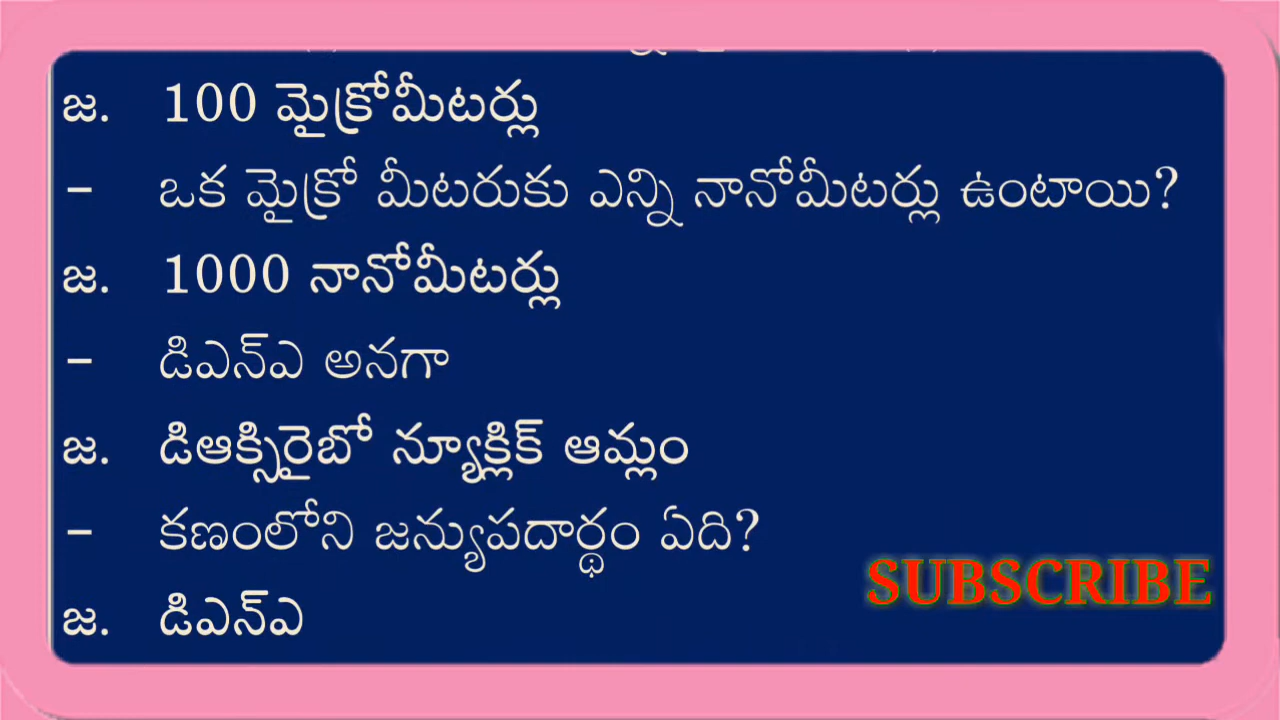 జ. 100 మైక్రోమీటర్లు
– ఒక మైక్రో మీటరుకు ఎన్ని నానోమీటర్లు ఉంటాయి?
జ. 1000 నానోమీటర్లు
– డిఎన్ఎ అనగా
జ. డిఆక్సిరైబో న్యూక్లిక్ ఆమ్లం
– కణంలోని జన్యుపదార్థం ఏది?
SUBSCRIBE
జ. డిఎన్ఎ